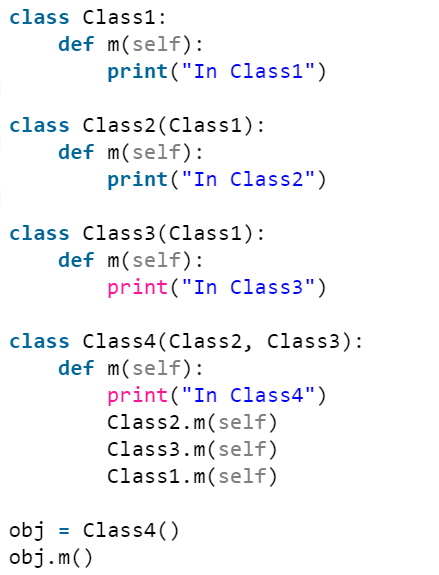 class Class1:
    def m(self):
        print("In Class1")

class Class2(Class1):
    def m(self):
        print("In Class2")

class Class3(Class1):
    def m(self):
        print("In Class3")

class Class4(Class2, Class3):
    def m(self):
        print("In Class4")
        Class2.m(self)
        Class3.m(self)
        Class1.m(self)

obj = Class4()
obj.m()